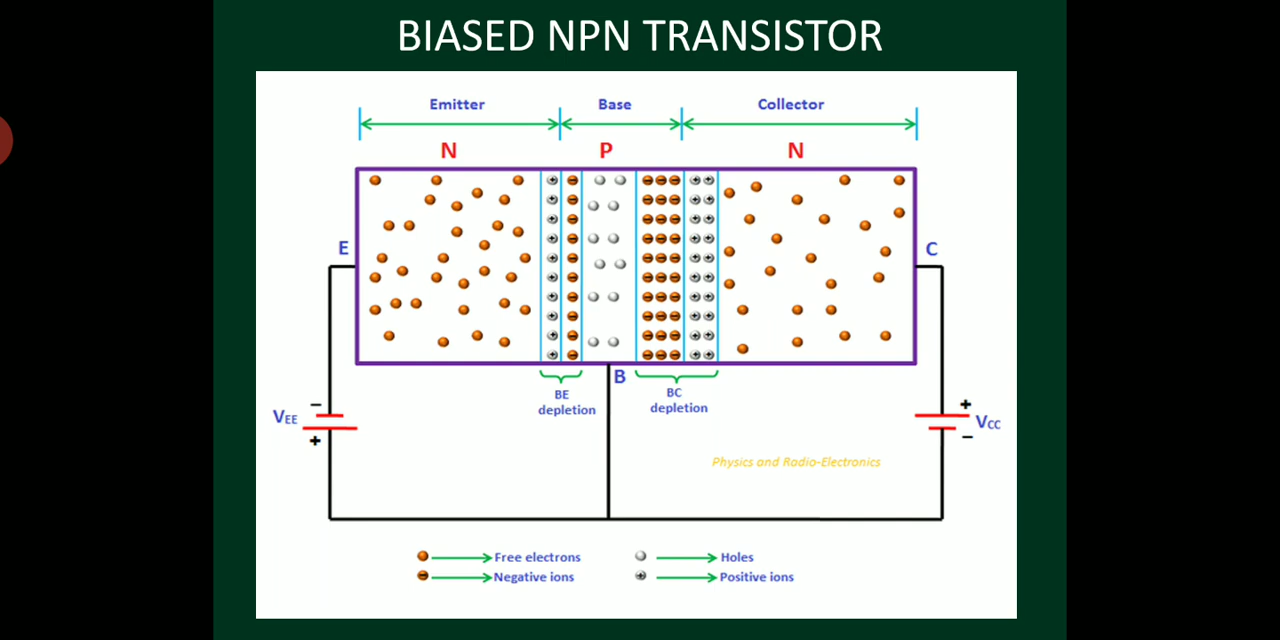 BIASED NPN TRANSISTOR
Emitter Base Collector
N P N
E C
B
BE depletion
BC depletion
− +
VEE VCC
+ −
Physics and Radio-Electronics
Free electrons Holes
Negative ions Positive ions